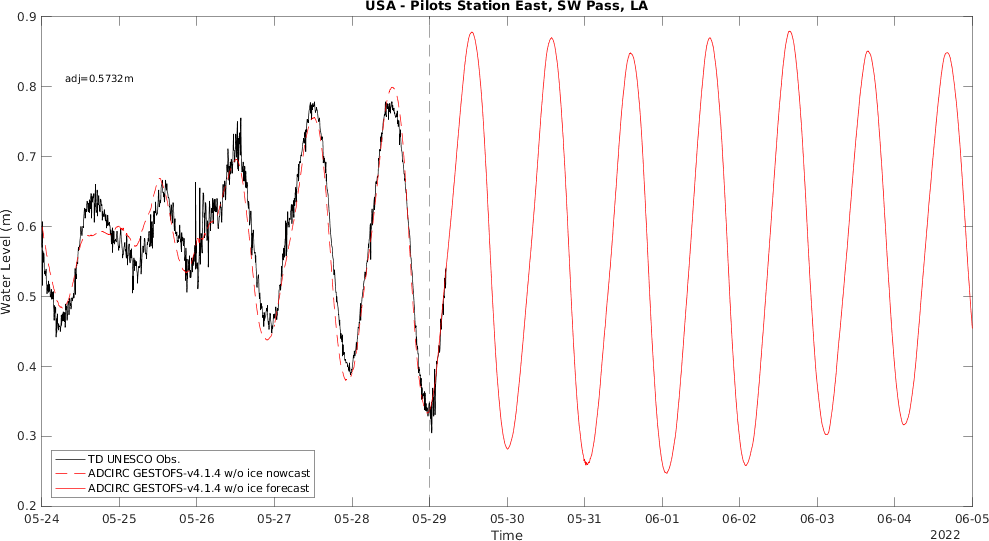 USA - Pilots Station East, SW Pass, LA
adj=0.5732m
Water Level (m)
0.9
0.8
0.7
0.6
0.5
0.4
0.3
0.2
TD UNESCO Obs.
ADCIRC GESTOFS-v4.1.4 w/o ice nowcast
ADCIRC GESTOFS-v4.1.4 w/o ice forecast
05-24 05-25 05-26 05-27 05-28 05-29 05-30 05-31 06-01 06-02 06-03 06-04 06-05
Time
2022